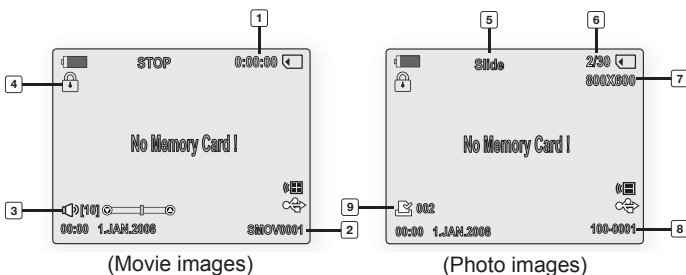 1
5
6
STOP 0:00:00
Slide 2/30
4
800X600
7
No Memory Card !
No Memory Card !
3
[10]
9
002
00:00 1.JAN.2006
SMOV0001
2
00:00 1.JAN.2006
100-0001
8
(Movie images)
(Photo images)